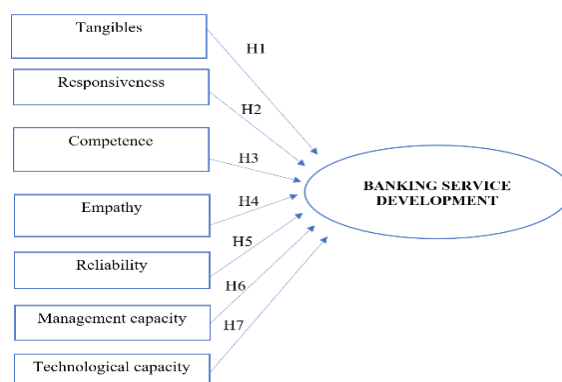 Tangibles
H1
Responsiveness
H2
Competence
H3
Empathy
H4
Reliability
H5
Management capacity
H6
Technological capacity
H7
BANKING SERVICE
DEVELOPMENT